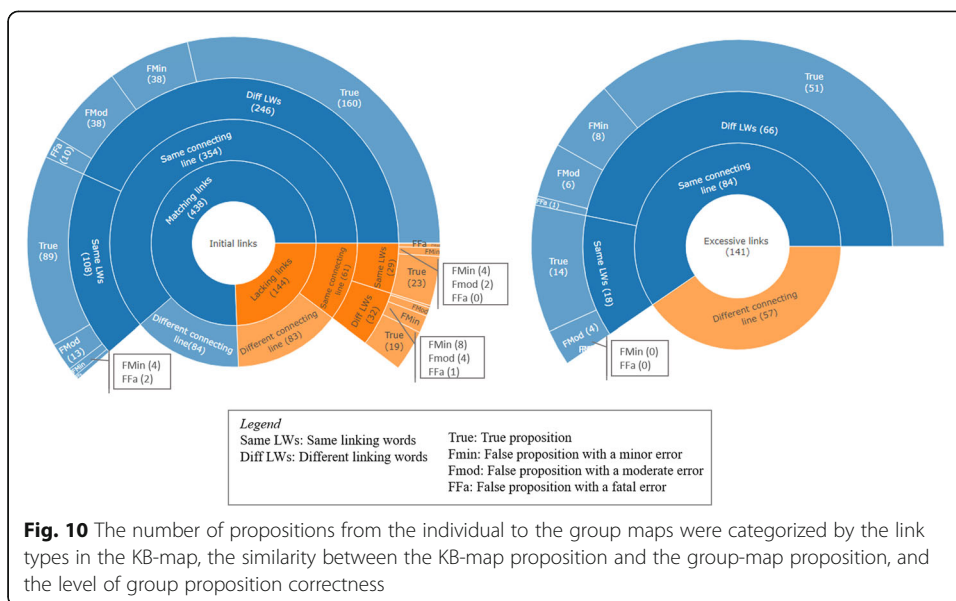 Initial links
Matching links
(438)
Same connecting
line (354)
Diff LWs
(246)
True
(160)
FMin
(38)
FMod
(38)
FFa
(10)
Same LWs
(108)
True
(89)
FMod
(13)
FMin
FMin (4)
FFa (2)
Different connecting
line(84)
Lacking links
(144)
Different connecting
line (83)
Same connecting
line (61)
Same LWs
(29)
FFa
FMin
True
(23)
FMin (4)
Fmod (2)
FFa (0)
Diff LWs
(32)
FMod
FMin
True
(19)
FMin (8)
Fmod (4)
FFa (1)
Excessive links
(141)
Same connecting
line (84)
Diff LWs (66)
True
(51)
FMin
(8)
FMod
(6)
FFa (1)
Same LWs (18)
True
(14)
FMod (4)
FMin (0)
FFa (0)
Different connecting
line (57)
Legend
Same LWs: Same linking words
Diff LWs: Different linking words
True: True proposition
Fmin: False proposition with a minor error
Fmod: False proposition with a moderate error
FFa: False proposition with a fatal error
Fig. 10 The number of propositions from the individual to the group maps were categorized by the link
types in the KB-map, the similarity between the KB-map proposition and the group-map proposition, and
the level of group proposition correctness